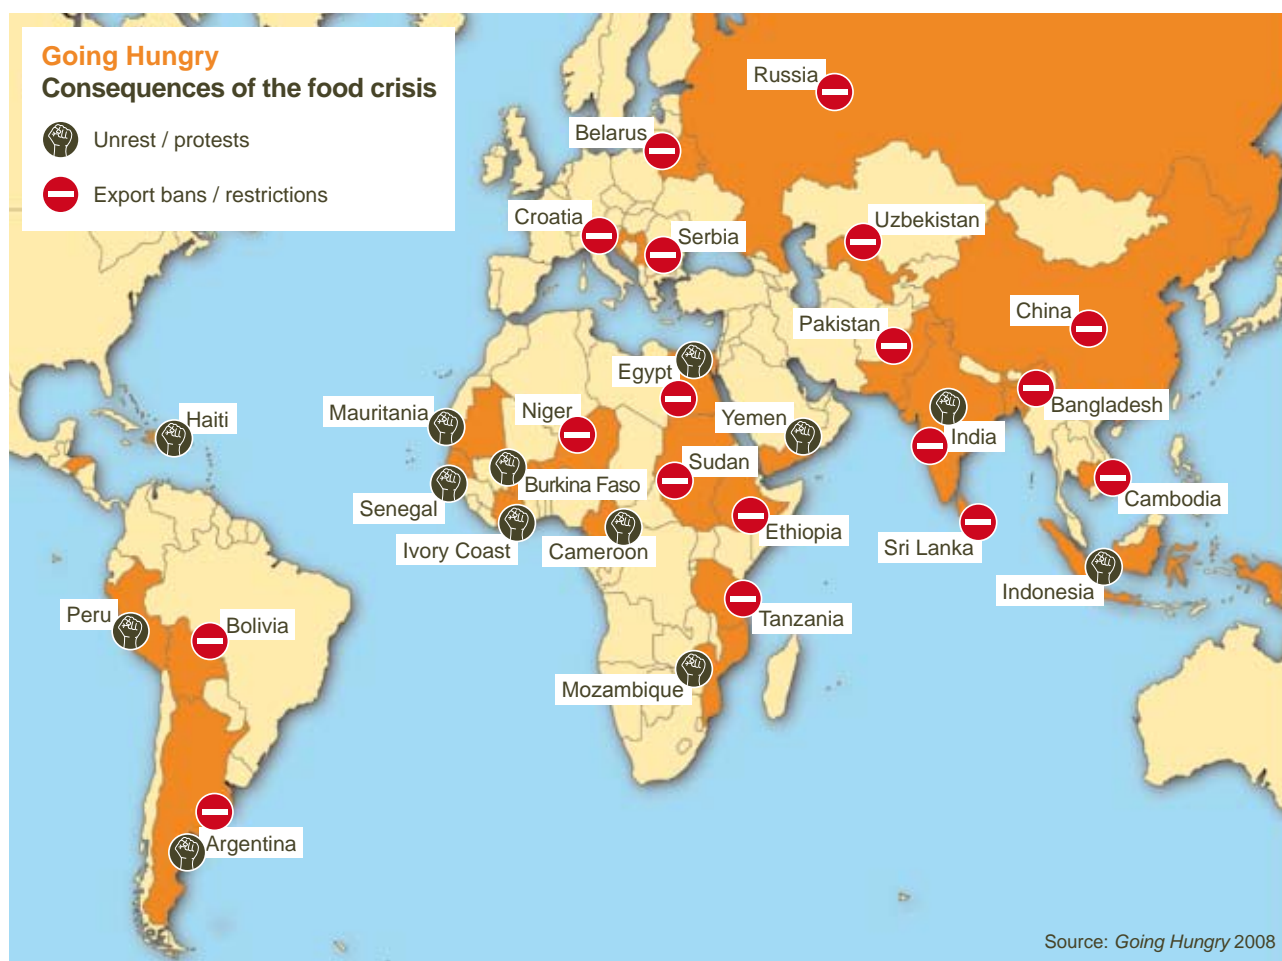 Going Hungry
Consequences of the food crisis
Unrest / protests
Export bans / restrictions
Russia
Belarus
Croatia
Serbia
Uzbekistan
China
Pakistan
Egypt
Bangladesh
Haiti
Mauritania
Niger
Yemen
India
Sudan
Burkina Faso
Cambodia
Senegal
Ivory Coast
Cameroon
Ethiopia
Sri Lanka
Indonesia
Peru
Bolivia
Tanzania
Mozambique
Argentina
Source: Going Hungry 2008